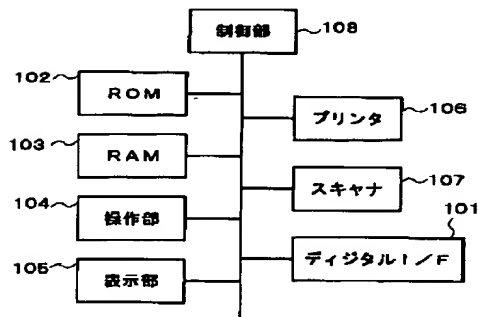 制御部
108
102
ROM
プリンタ
106
103
RAM
スキャナ
107
104
操作部
101
ディジタルI/F
105
表示部